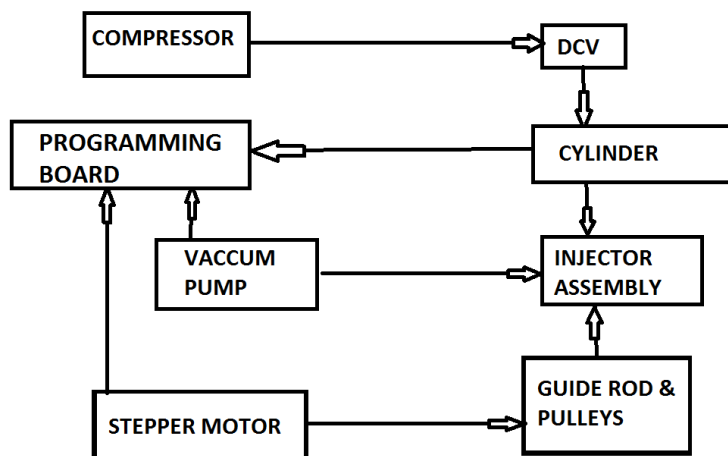 COMPRESSOR
DCV
PROGRAMMING
BOARD
CYLINDER
VACCUM
PUMP
INJECTOR
ASSEMBLY
STEPPER MOTOR
GUIDE ROD &
PULLEYS